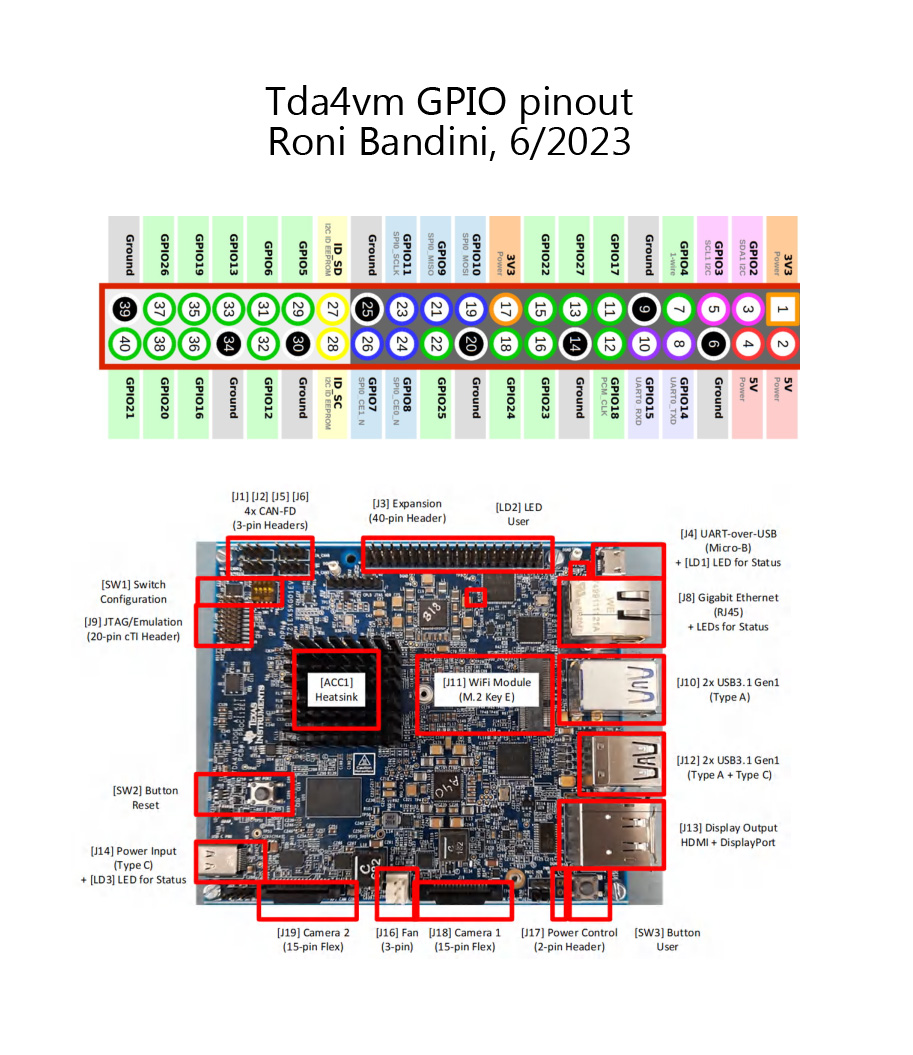 Tda4vm GPIO pinout
Roni Bandini, 6/2023
Ground
GPIO26
GPIO19
GPIO13
GPIO6
GPIO5
ID_SD
I2C ID EEPROM
Ground
GPIO11
SPI0_SCLK
GPIO9
SPI0_MISO
GPIO10
SPI0_MOSI
3V3
Power
GPIO22
GPIO27
GPIO17
GPIO4
1-wire
GPIO3
SCL1 I2C
GPIO2
SDA1 I2C
3V3
Power
39 37 35 33 31 29 27 25 23 21 19 17 15 13 11 9 7 5 3 1
40 38 36 34 32 30 28 26 24 22 20 18 16 14 12 10 8 6 4 2
GPIO21
GPIO20
GPIO16
Ground
GPIO12
Ground
ID_SC
I2C ID EEPROM
GPIO7
SPI0_CE1_N
GPIO8
SPI0_CE0_N
GPIO25
Ground
GPIO24
GPIO23
Ground
GPIO18
PCM_CLK
GPIO15
UART0_RXD
GPIO14
UART0_TXD
Ground
5V
Power
5V
Power
[J1] [J2] [J5] [J6]
4x CAN-FD
(3-pin Headers)
[J3] Expansion
(40-pin Header)
[LD2] LED
User
[J4] UART-over-USB
(Micro-B)
+ [LD1] LED for Status
[SW1] Switch
Configuration
[J8] Gigabit Ethernet
(RJ45)
+ LEDs for Status
[J9] JTAG/Emulation
(20-pin cTI Header)
[ACC1]
Heatsink
[J11] WiFi Module
(M.2 Key E)
[J10] 2x USB3.1 Gen1
(Type A)
TEXAS
INSTRUMENTS
[J12] 2x USB3.1 Gen1
(Type A + Type C)
[SW2] Button
Reset
[J13] Display Output
HDMI + DisplayPort
[J14] Power Input
(Type C)
+ [LD3] LED for Status
[J19] Camera 2
(15-pin Flex)
[J16] Fan
(3-pin)
[J18] Camera 1
(15-pin Flex)
[J17] Power Control
(2-pin Header)
[SW3] Button
User